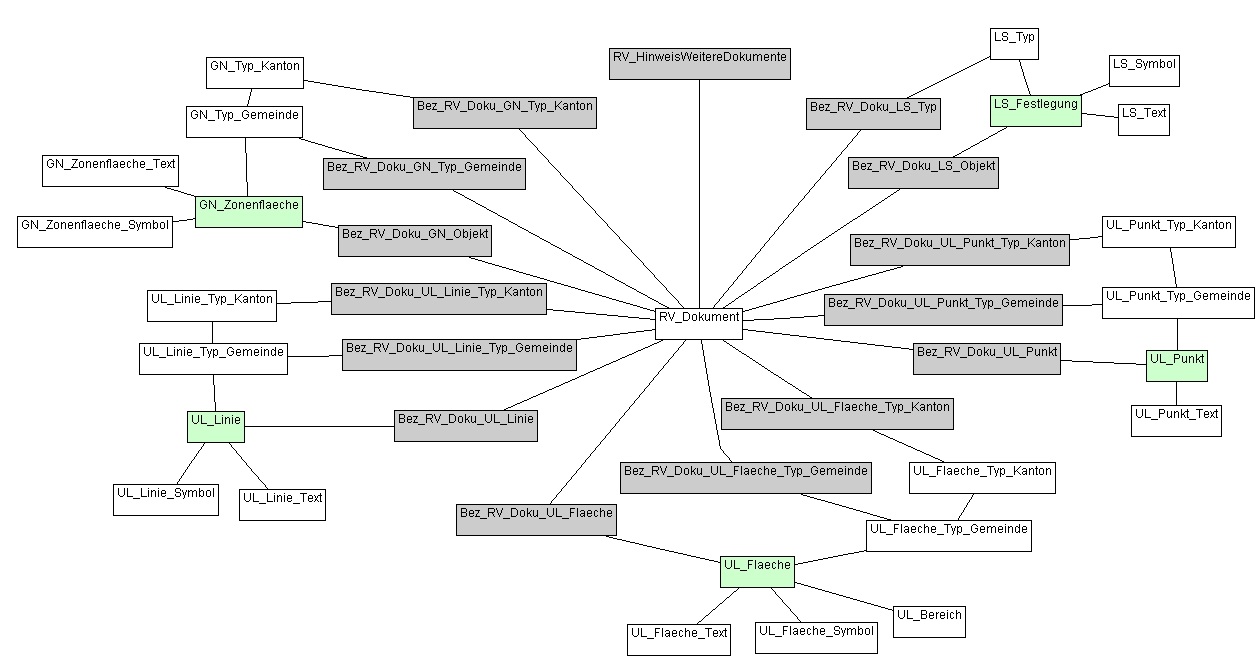 LS_Typ
RV_HinweisWeitereDokumente
GN_Typ_Kanton
LS_Symbol
Bez_RV_Doku_GN_Typ_Kanton
Bez_RV_Doku_LS_Typ
LS_Festlegung
GN_Typ_Gemeinde
LS_Text
GN_Zonenflaeche_Text
Bez_RV_Doku_GN_Typ_Gemeinde
Bez_RV_Doku_LS_Objekt
GN_Zonenflaeche
GN_Zonenflaeche_Symbol
Bez_RV_Doku_GN_Objekt
Bez_RV_Doku_UL_Punkt_Typ_Kanton
UL_Punkt_Typ_Kanton
UL_Linie_Typ_Kanton
Bez_RV_Doku_UL_Linie_Typ_Kanton
Bez_RV_Doku_UL_Punkt_Typ_Gemeinde
UL_Punkt_Typ_Gemeinde
RV_Dokument
UL_Linie_Typ_Gemeinde
Bez_RV_Doku_UL_Linie_Typ_Gemeinde
Bez_RV_Doku_UL_Punkt
UL_Punkt
UL_Linie
Bez_RV_Doku_UL_Linie
Bez_RV_Doku_UL_Flaeche_Typ_Kanton
UL_Punkt_Text
Bez_RV_Doku_UL_Flaeche_Typ_Gemeinde
UL_Flaeche_Typ_Kanton
UL_Linie_Symbol
UL_Linie_Text
Bez_RV_Doku_UL_Flaeche
UL_Flaeche_Typ_Gemeinde
UL_Flaeche
UL_Bereich
UL_Flaeche_Text
UL_Flaeche_Symbol